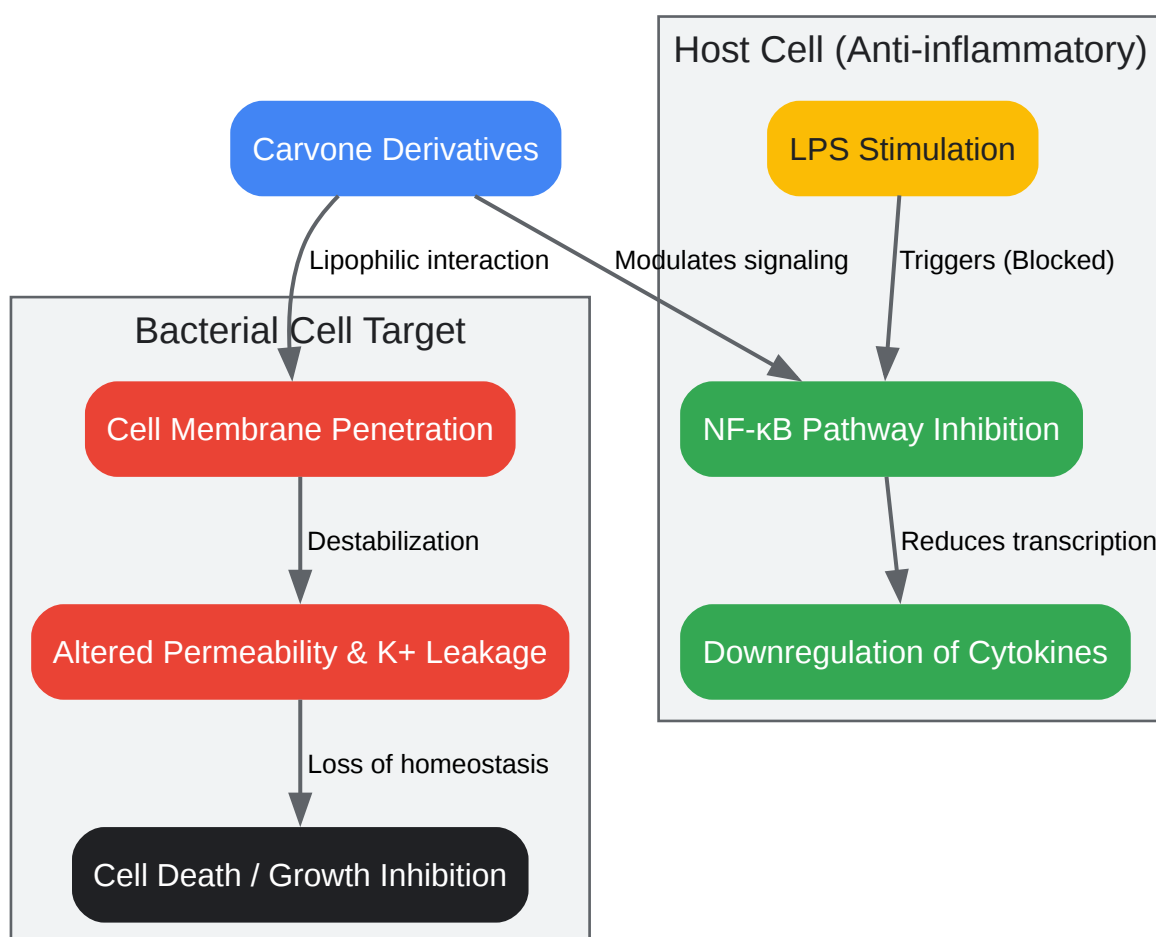 Host Cell (Anti-inflammatory)
Carvone Derivatives
LPS Stimulation
Lipophilic interaction
Modulates signaling
Triggers (Blocked)
Bacterial Cell Target
Cell Membrane Penetration
NF-κB Pathway Inhibition
Destabilization
Reduces transcription
Altered Permeability & K+ Leakage
Downregulation of Cytokines
Loss of homeostasis
Cell Death / Growth Inhibition